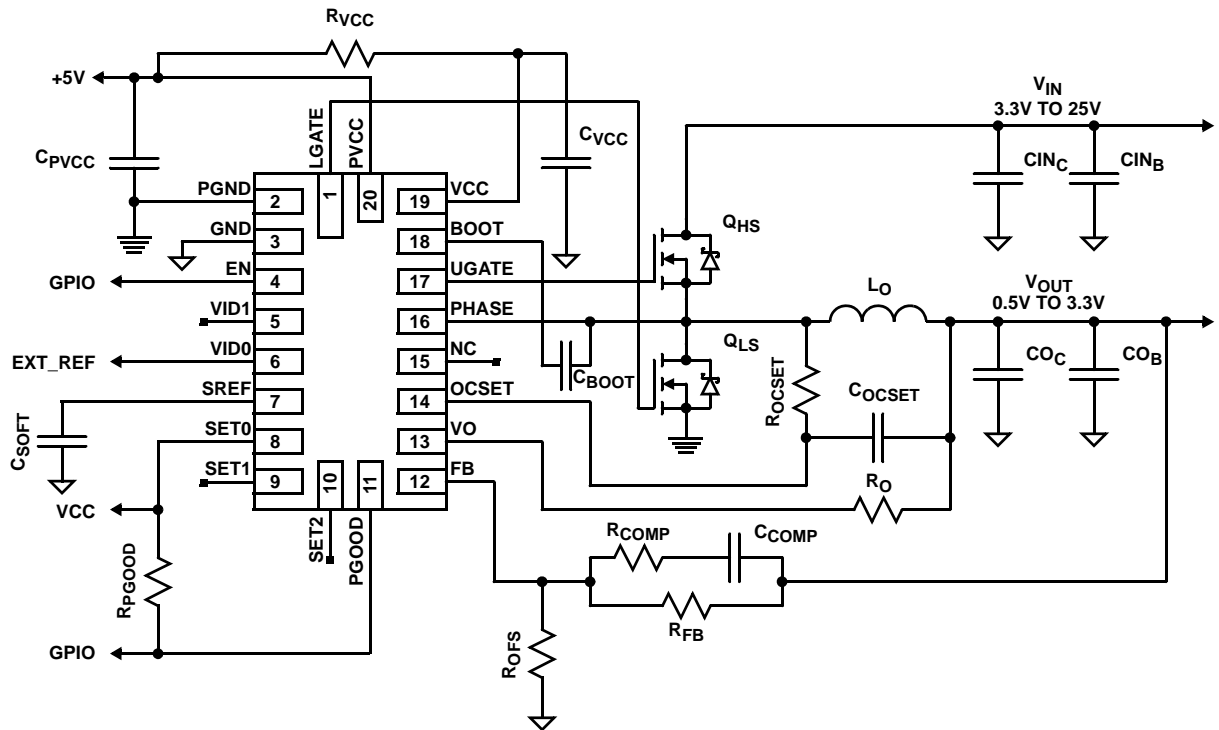 RVCC
+5V
LGATE
PVCC
CVCC
VIN
3.3V TO 25V
CPVCC
CINC
CINB
PGND
2
1
20
19
VCC
GND
3
18
BOOT
QHS
GPIO
EN
4
17
UGATE
VID1
5
16
PHASE
LO
VOUT
0.5V TO 3.3V
EXT_REF
VID0
6
15
NC
CBOOT
QLS
ROCSET
COCSET
COC
COB
SREF
7
14
OCSET
CSOFT
SET0
8
13
VO
SET1
9
10
11
12
FB
RO
VCC
SET2
PGOOD
RCOMP
CCOMP
RPGOOD
RFB
GPIO
ROFS